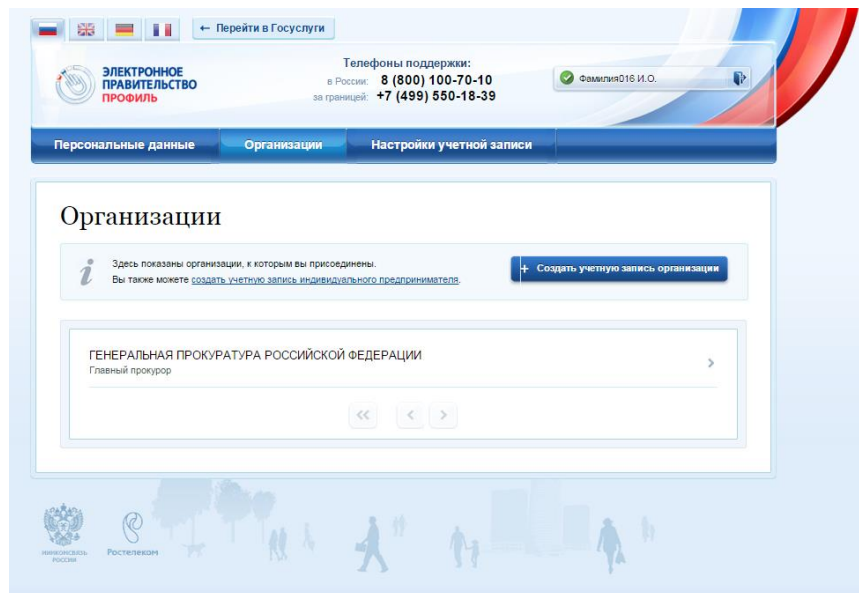 ← Перейти в Госуслуги
ЭЛЕКТРОННОЕ
ПРАВИТЕЛЬСТВО
ПРОФИЛЬ
Телефоны поддержки:
в России: 8 (800) 100-70-10
за границей: +7 (499) 550-18-39
Фамилия016 И.О.
Персональные данные Организации Настройки учетной записи
Организации
Здесь показаны организации, к которым вы присоединены.
Вы также можете создать учетную запись индивидуального предпринимателя.
+ Создать учетную запись организации
ГЕНЕРАЛЬНАЯ ПРОКУРАТУРА РОССИЙСКОЙ ФЕДЕРАЦИИ
Главный прокурор
МИНКОМСВЯЗЬ
РОССИИ
Ростелеком